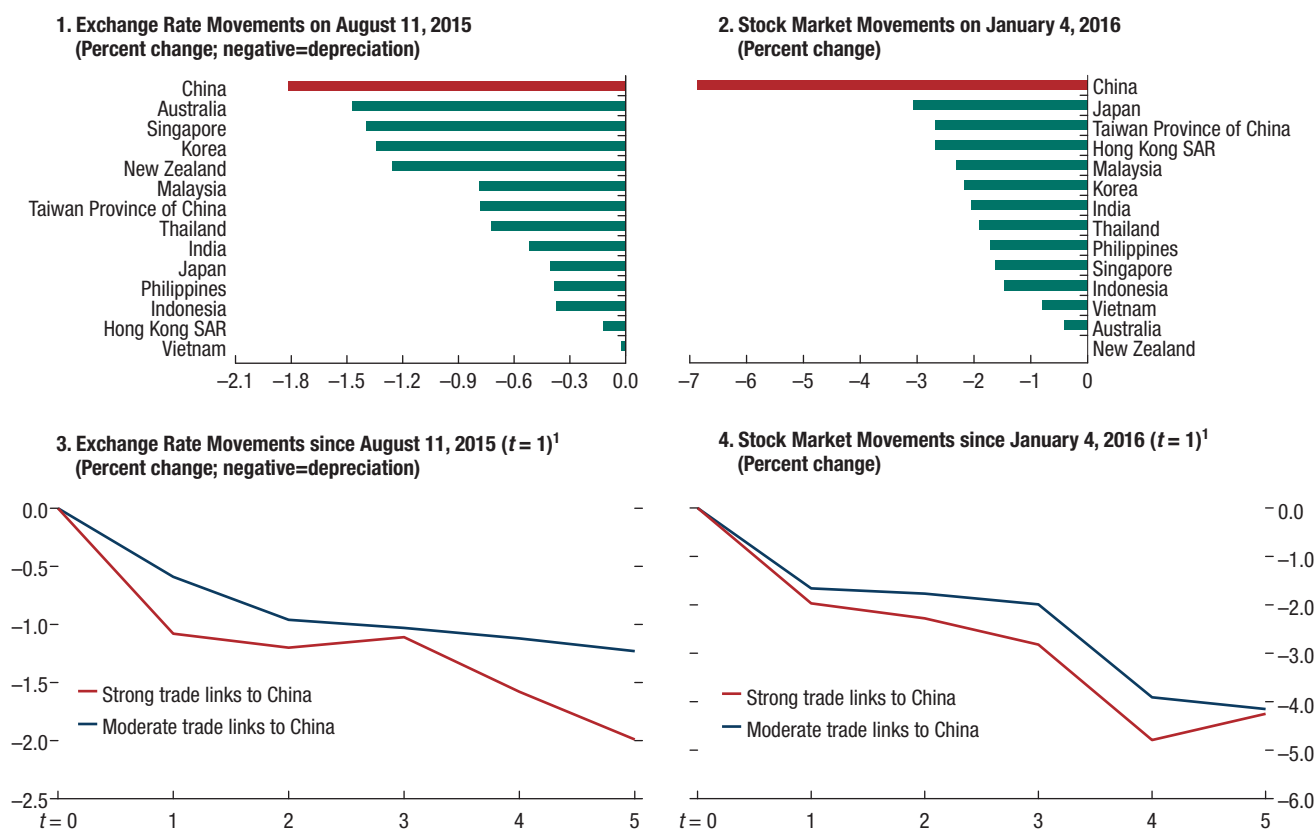 1. Exchange Rate Movements on August 11, 2015
(Percent change; negative=depreciation)
China
Australia
Singapore
Korea
New Zealand
Malaysia
Taiwan Province of China
Thailand
India
Japan
Philippines
Indonesia
Hong Kong SAR
Vietnam
–2.1 –1.8 –1.5 –1.2 –0.9 –0.6 –0.3 0.0
2. Stock Market Movements on January 4, 2016
(Percent change)
China
Japan
Taiwan Province of China
Hong Kong SAR
Malaysia
Korea
India
Thailand
Philippines
Singapore
Indonesia
Vietnam
Australia
New Zealand
–7 –6 –5 –4 –3 –2 –1 0
3. Exchange Rate Movements since August 11, 2015 (t = 1)¹
(Percent change; negative=depreciation)
0.0
–0.5
–1.0
–1.5
–2.0
–2.5
Strong trade links to China
Moderate trade links to China
t = 0 1 2 3 4 5
4. Stock Market Movements since January 4, 2016 (t = 1)¹
(Percent change)
0.0
–1.0
–2.0
–3.0
–4.0
–5.0
–6.0
Strong trade links to China
Moderate trade links to China
t = 0 1 2 3 4 5